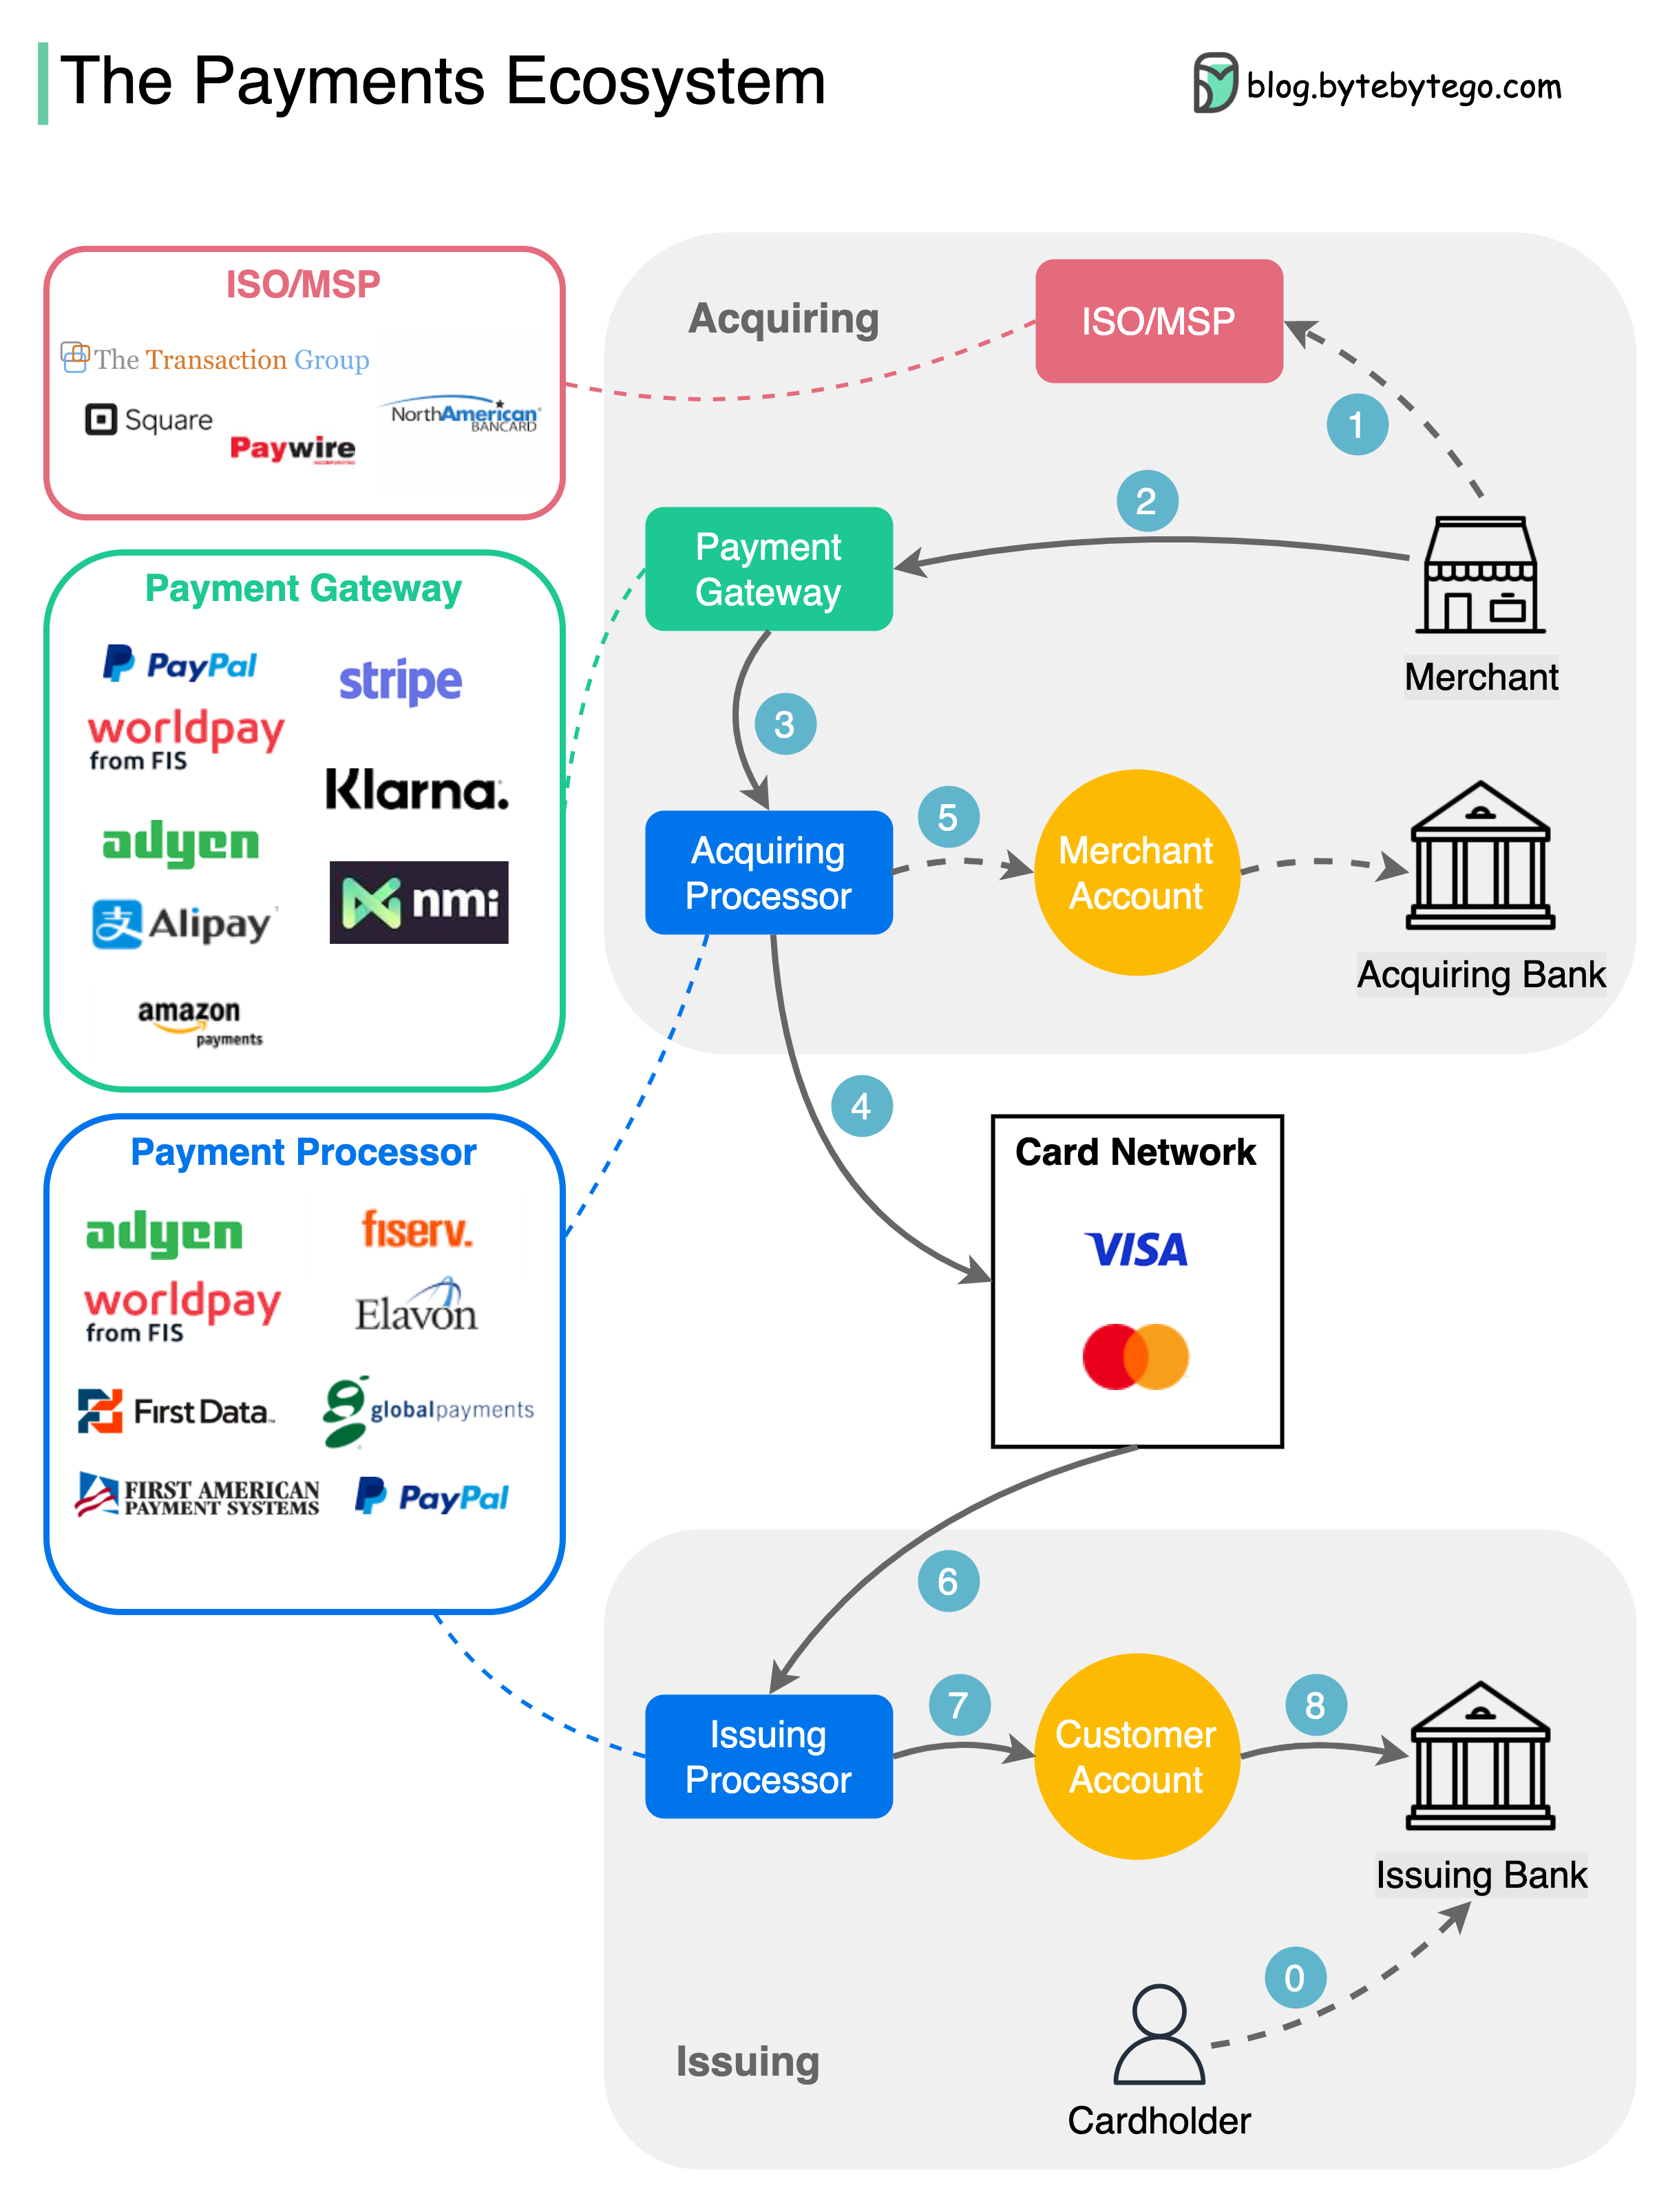 The Payments Ecosystem
blog.bytebytego.com
ISO/MSP
The Transaction Group
Square
NorthAmerican
BANCARD
Paywire
Payment Gateway
PayPal
stripe
worldpay
from FIS
Klarna.
adyen
nmi
支
Alipay
amazon
payments
Payment Processor
adyen
fiserv.
worldpay
from FIS
Elavon
First Data
globalpayments
FIRST AMERICAN
PAYMENT SYSTEMS
PayPal
Acquiring
ISO/MSP
1
2
Payment
Gateway
Merchant
3
Acquiring
Processor
5
Merchant
Account
Acquiring Bank
4
Card Network
VISA
6
Issuing
Processor
7
Customer
Account
8
Issuing Bank
0
Issuing
Cardholder